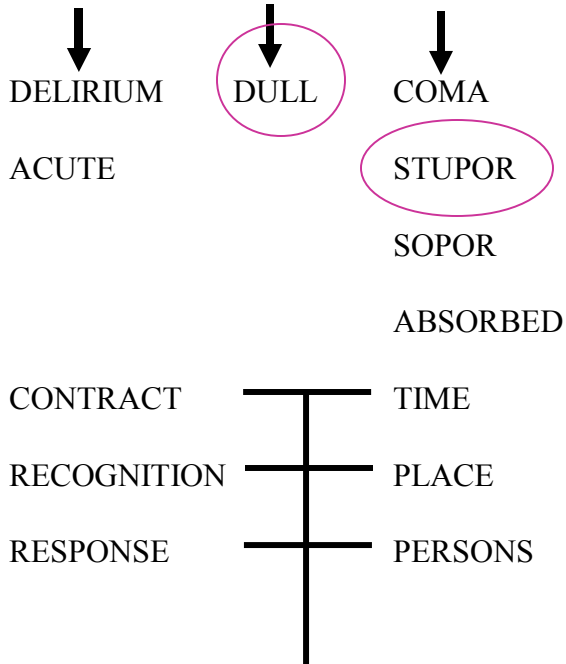 DELIRIUM DULL COMA
ACUTE STUPOR
SOPOR
ABSORBED
CONTRACT TIME
RECOGNITION PLACE
RESPONSE PERSONS